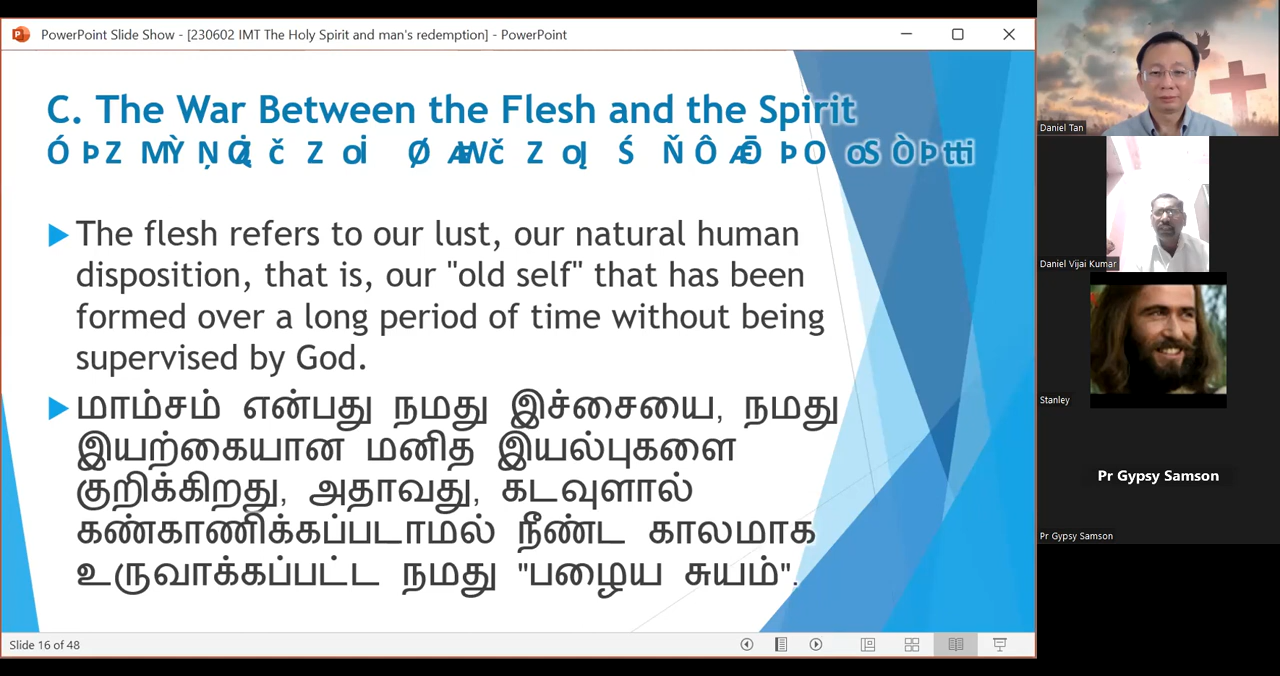 PowerPoint Slide Show - [230602 IMT The Holy Spirit and man's redemption] - PowerPoint
C. The War Between the Flesh and the Spirit
The flesh refers to our lust, our natural human
disposition, that is, our "old self" that has been
formed over a long period of time without being
supervised by God.
மாம்சம் என்பது நமது இச்சையை, நமது
இயற்கையான மனித இயல்புகளை
குறிக்கிறது, அதாவது, கடவுளால்
கண்காணிக்கப்படாமல் நீண்ட காலமாக
உருவாக்கப்பட்ட நமது "பழைய சுயம்".
Slide 16 of 48
Daniel Tan
Daniel Vijai Kumar
Stanley
Pr Gypsy Samson
Pr Gypsy Samson